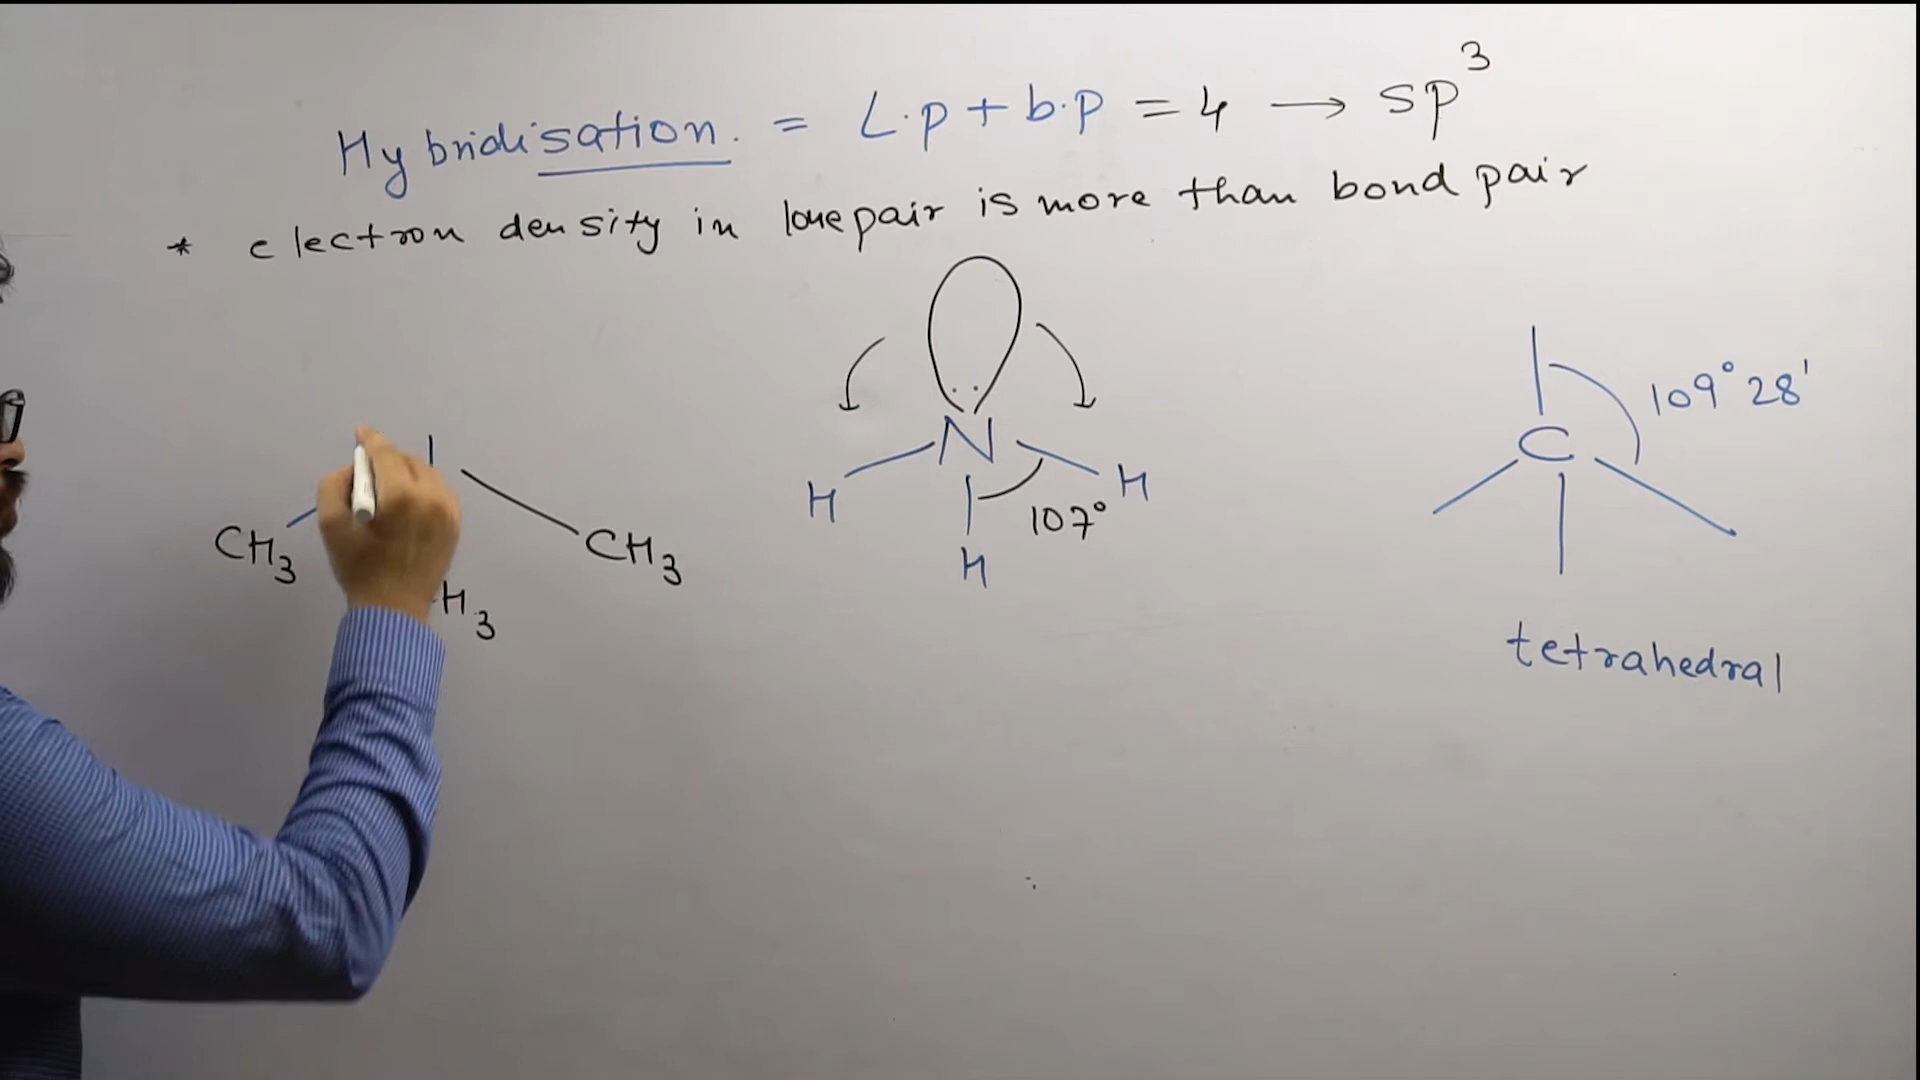 Hybridisation. = L.p + b.p = 4 → sp³
* electron density in lone pair is more than bond pair
109° 28'
N
C
H
H
107°
CH₃
CH₃
H
H₃
tetrahedral